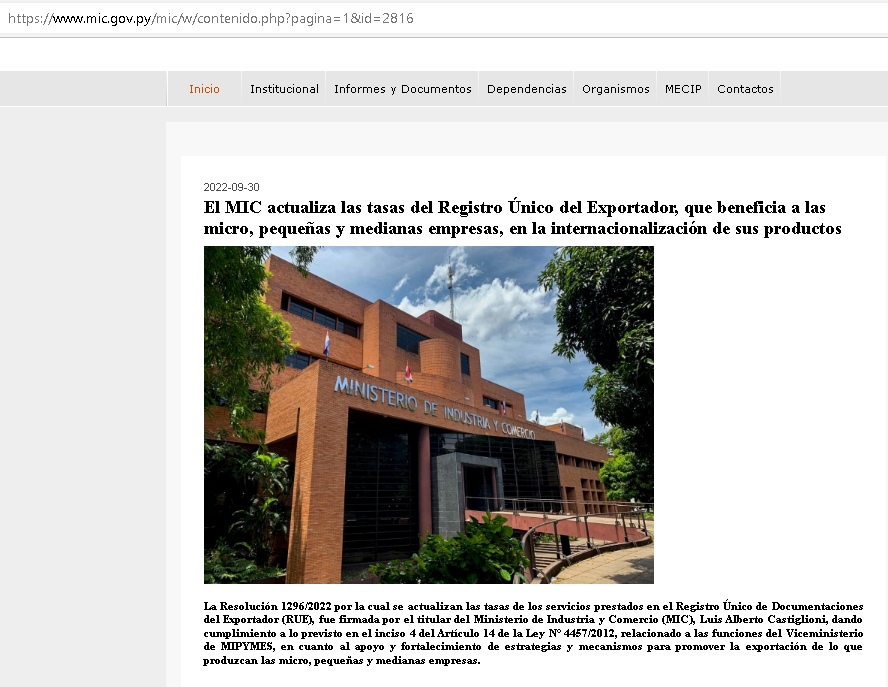 https://www.mic.gov.py/mic/w/contenido.php?pagina=1&id=2816
Inicio Institucional Informes y Documentos Dependencias Organismos MECIP Contactos
2022-09-30
El MIC actualiza las tasas del Registro Único del Exportador, que beneficia a las
micro, pequeñas y medianas empresas, en la internacionalización de sus productos
MINISTERIO DE INDUSTRIA Y COMERCIO
La Resolución 1296/2022 por la cual se actualizan las tasas de los servicios prestados en el Registro Único de Documentaciones
del Exportador (RUE), fue firmada por el titular del Ministerio de Industria y Comercio (MIC), Luis Alberto Castiglioni, dando
cumplimiento a lo previsto en el inciso 4 del Artículo 14 de la Ley N° 4457/2012, relacionado a las funciones del Viceministerio
de MIPYMES, en cuanto al apoyo y fortalecimiento de estrategias y mecanismos para promover la exportación de lo que
produzcan las micro, pequeñas y medianas empresas.